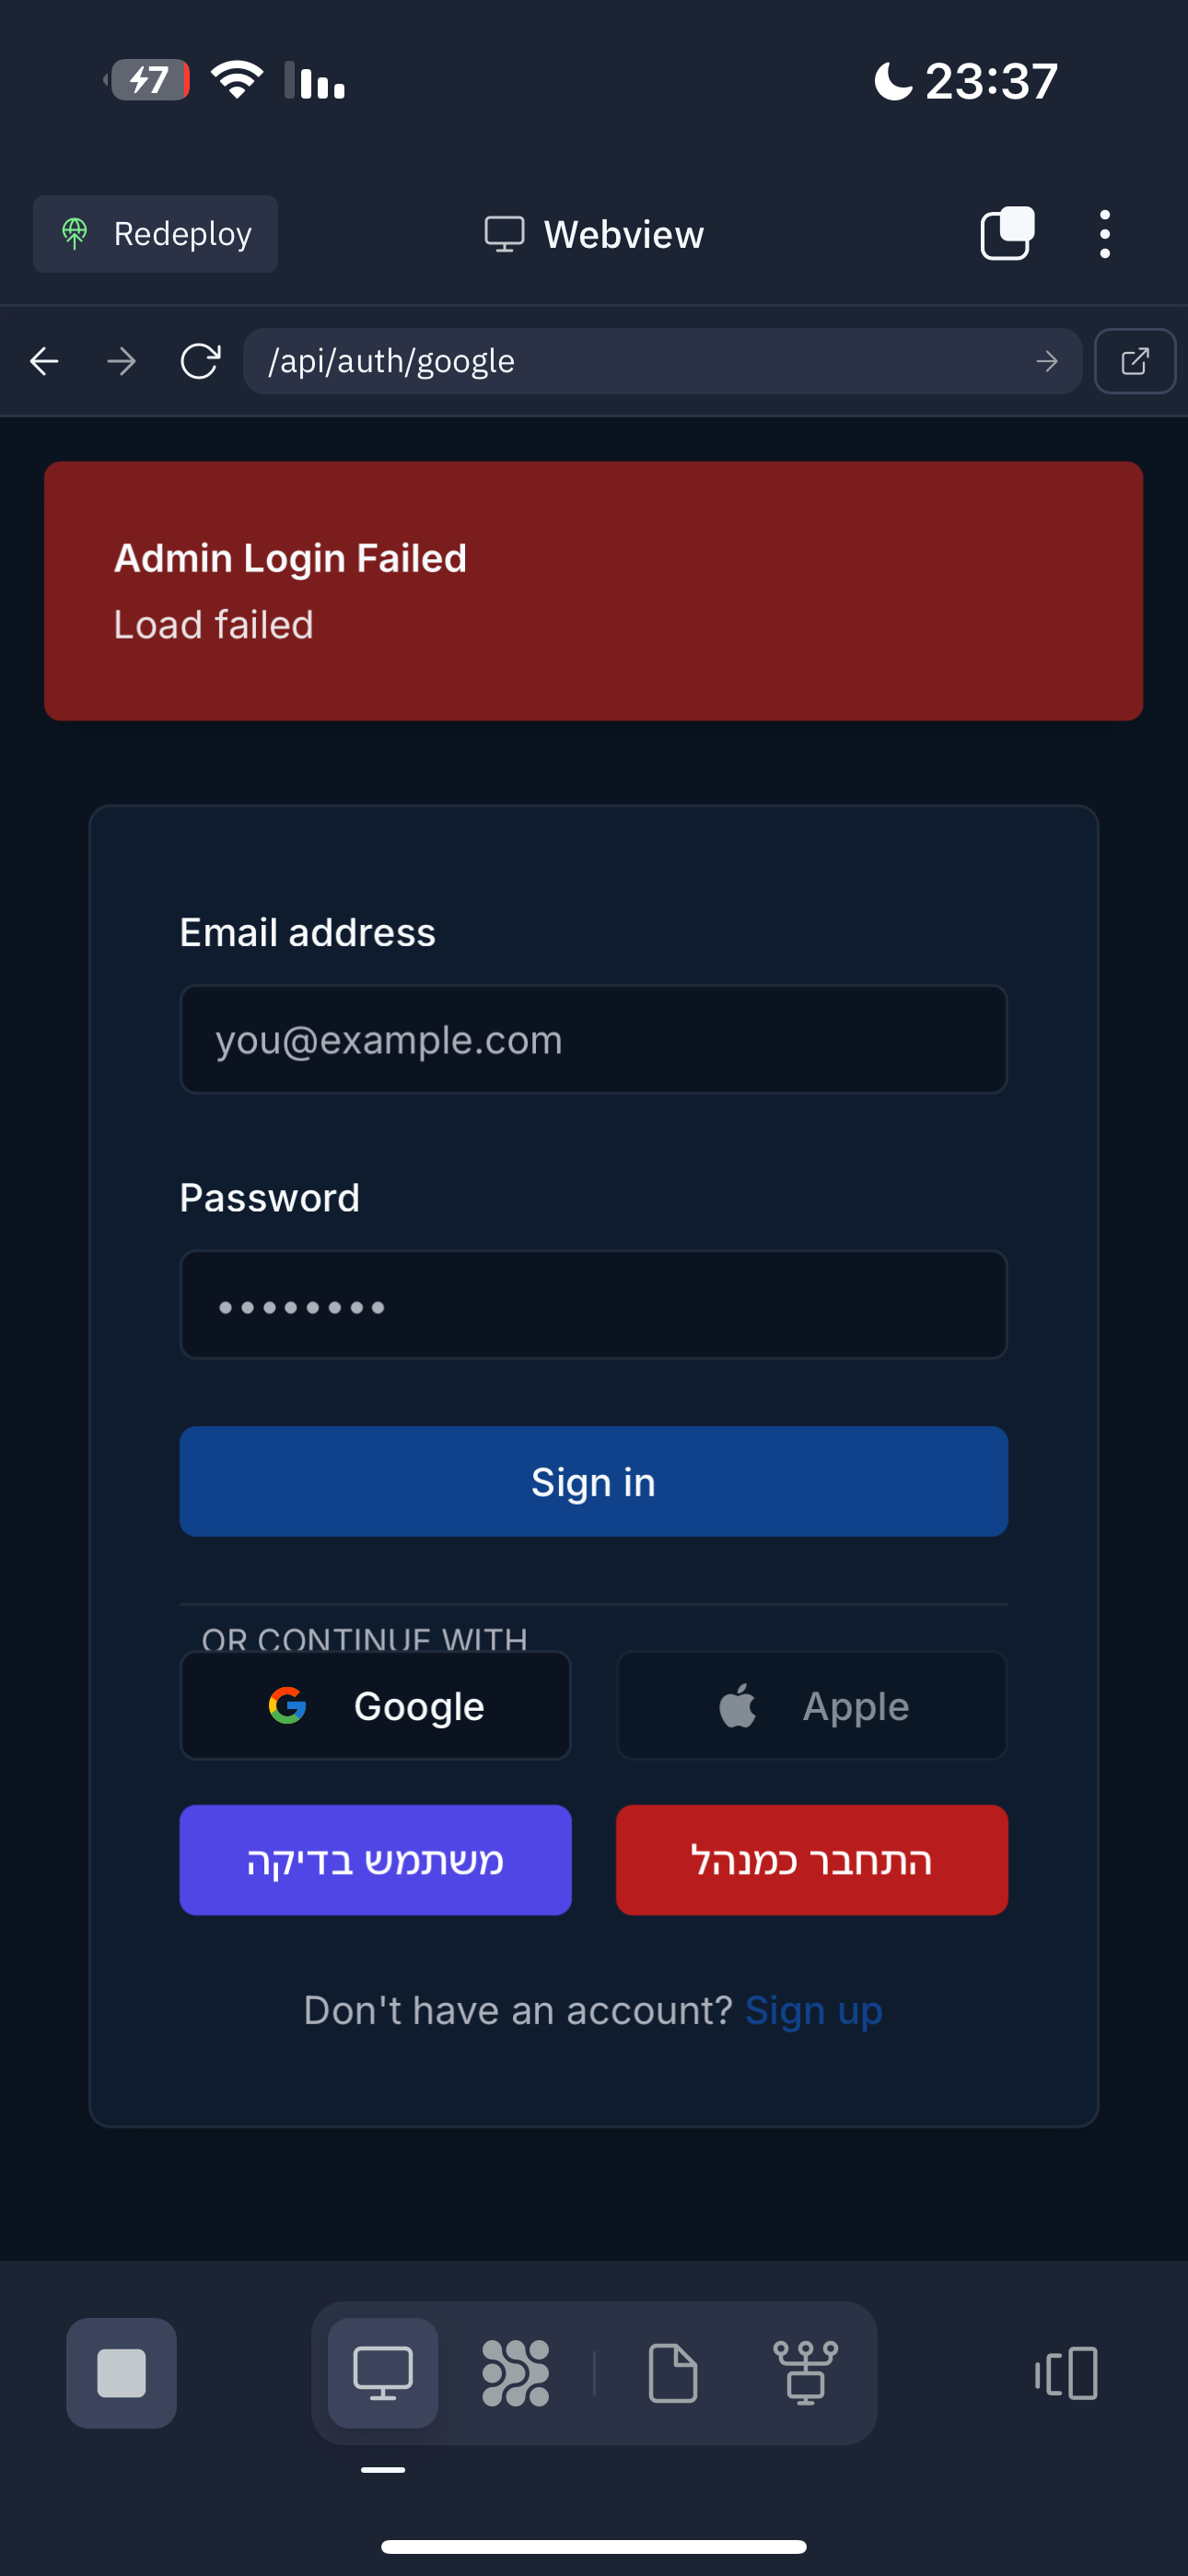 7
23:37
Redeploy
Webview
/api/auth/google
Admin Login Failed
Load failed
Email address
you@example.com
Password
••••••••
Sign in
OR CONTINUE WITH
Google
Apple
משתמש בדיקה
התחבר כמנהל
Don't have an account? Sign up